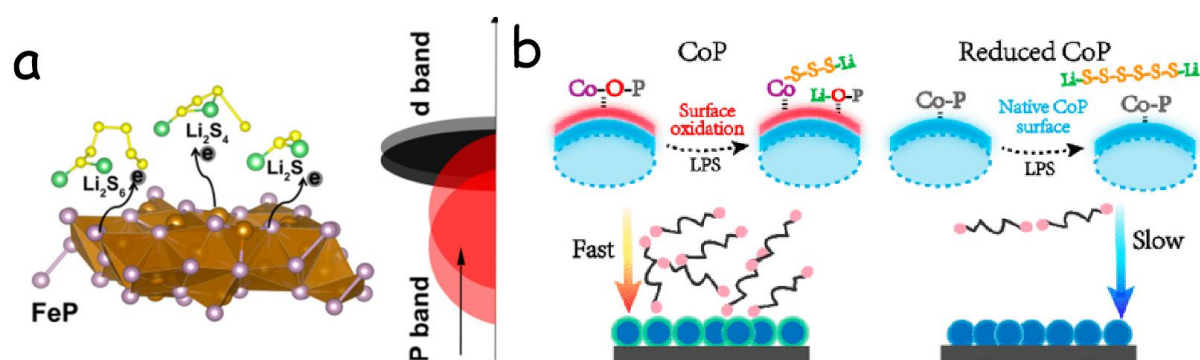 a
Li₂S₆
e
Li₂S₄
e
Li₂S
e
FeP
d band
P band
b
CoP
Co-O-P
Surface
oxidation
LPS
Co-S-S-S-Li
Li-O-P
Reduced CoP
Co-P
Native CoP
surface
LPS
Li-S-S-S-S-S-S-Li
Co-P
Fast
Slow